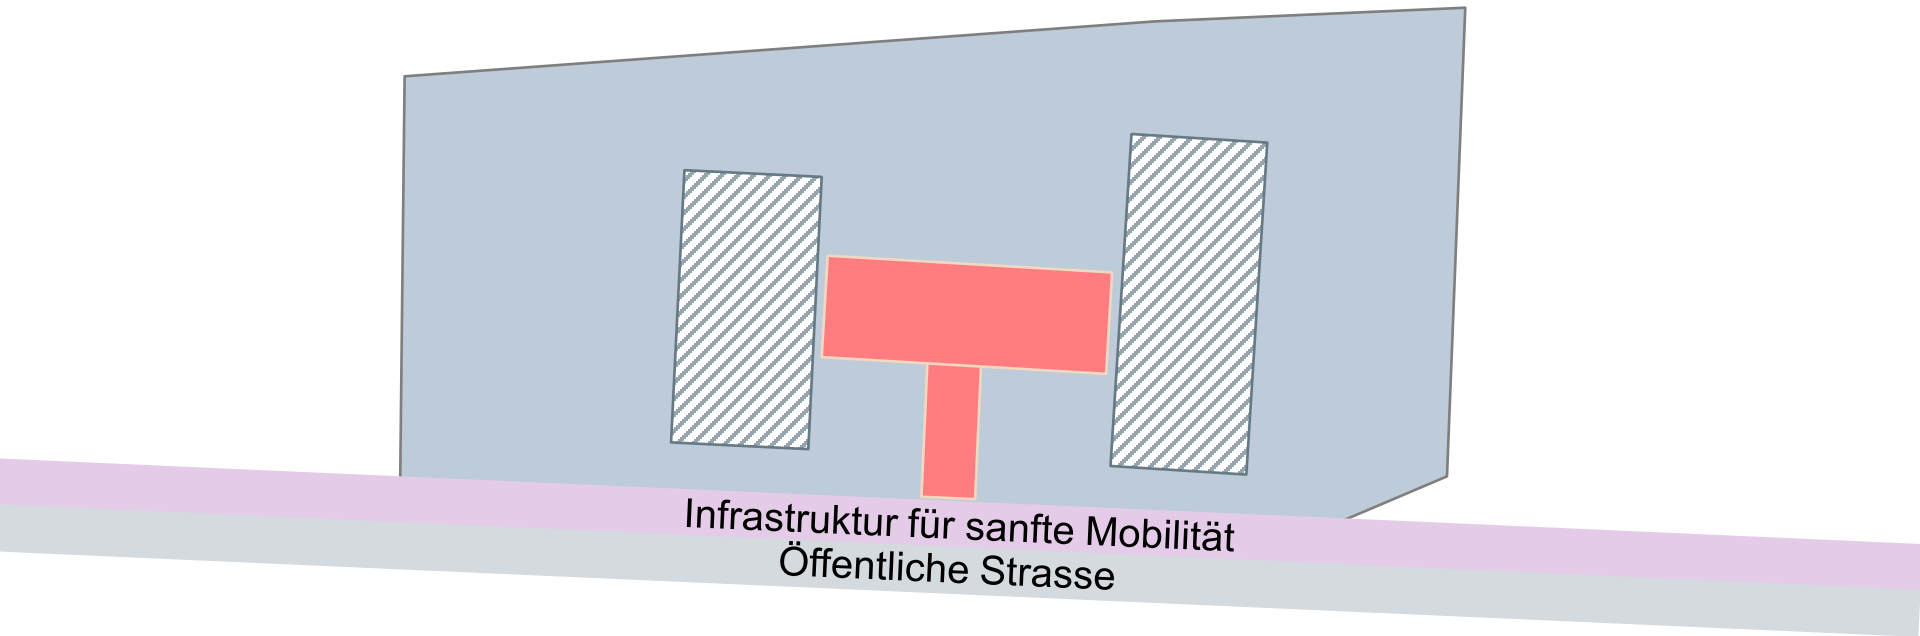 Infrastruktur für sanfte Mobilität
Öffentliche Strasse